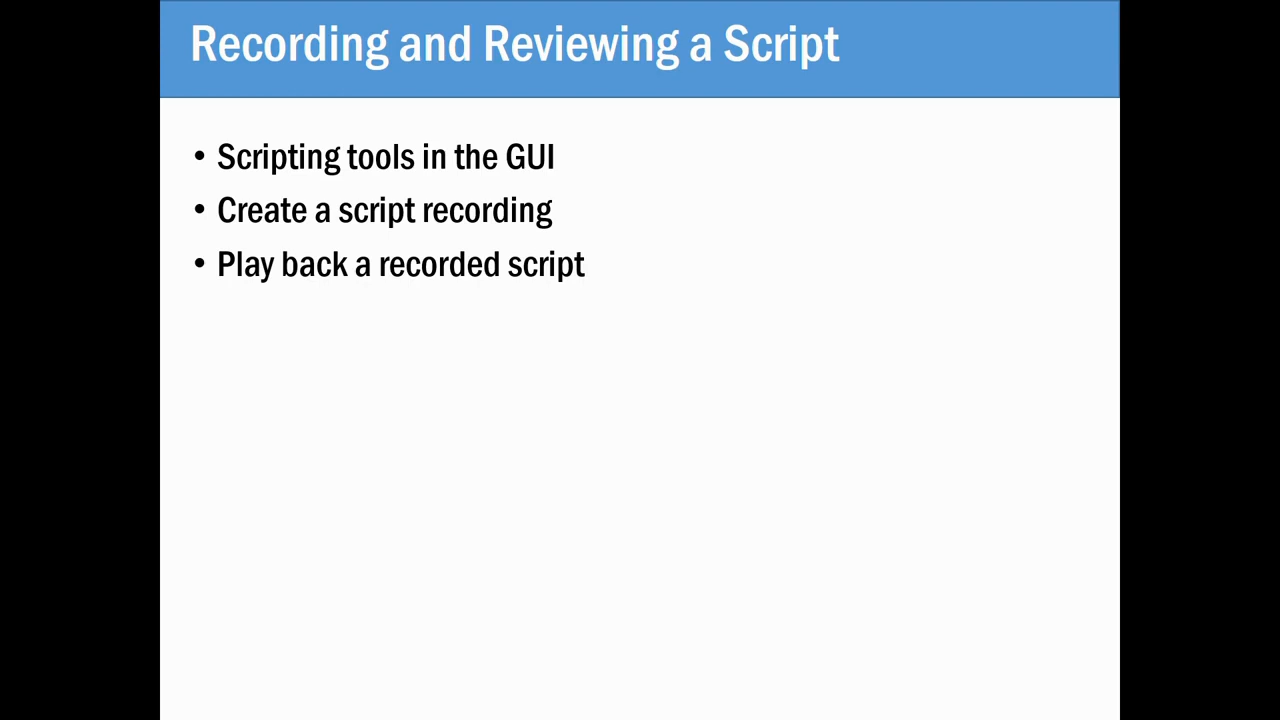 Recording and Reviewing a Script
• Scripting tools in the GUI
• Create a script recording
• Play back a recorded script